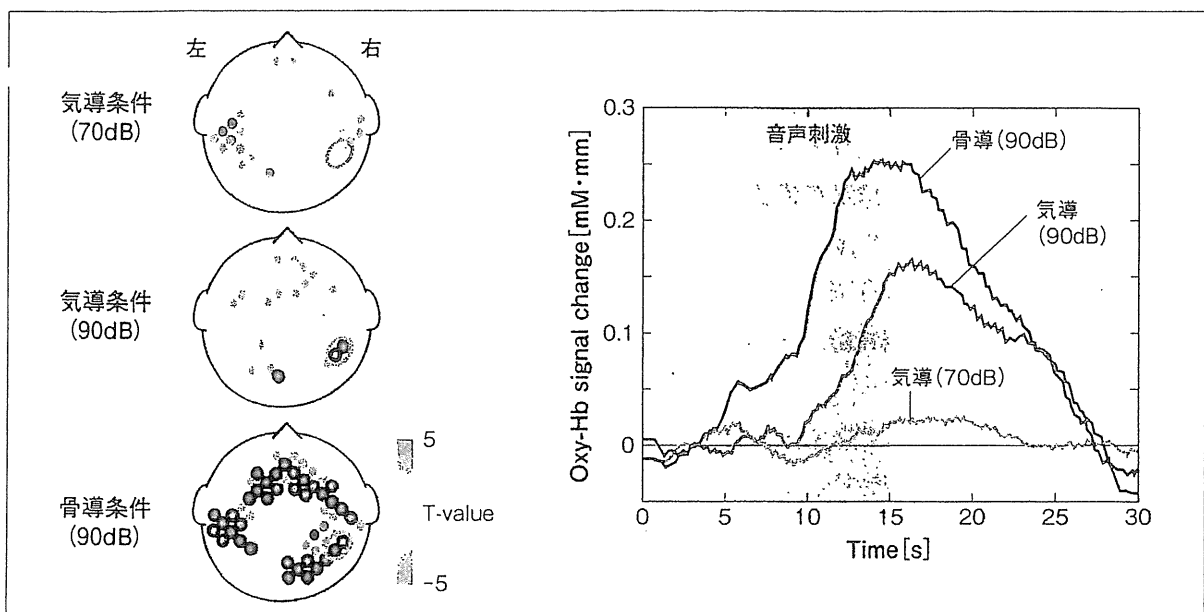 左 右
気導条件
(70dB)
気導条件
(90dB)
骨導条件
(90dB)
5
T-value
-5
Oxy-Hb signal change [mM・mm]
0.3
0.2
0.1
0
音声刺激
骨導(90dB)
気導
(90dB)
気導(70dB)
0 5 10 15 20 25 30
Time[s]